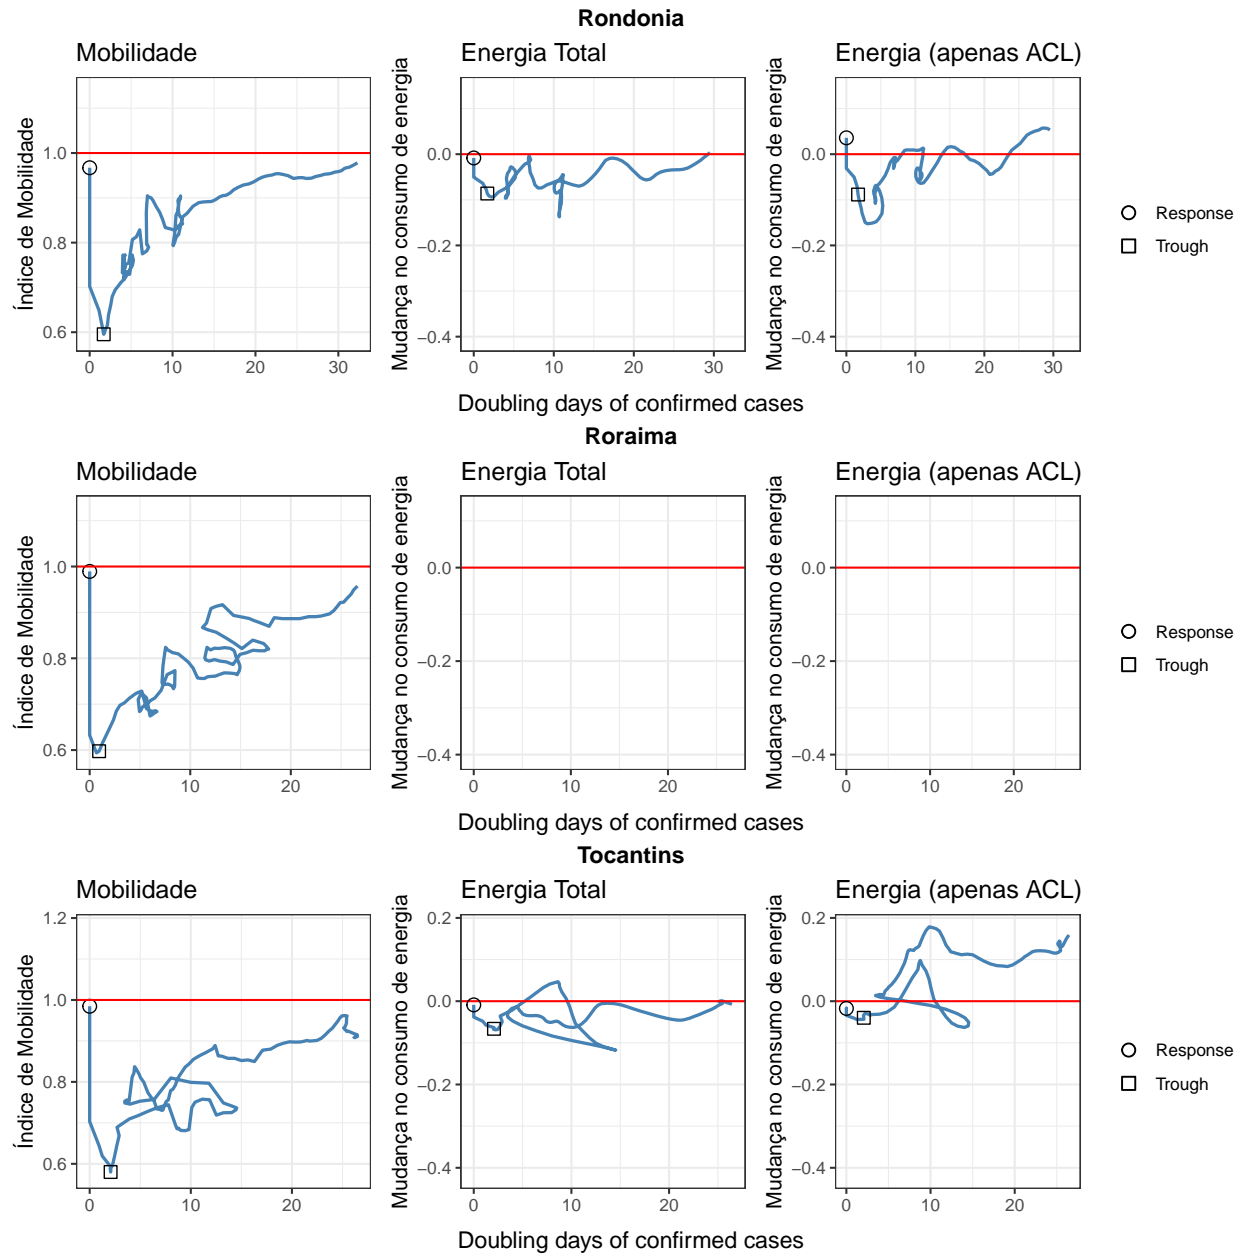 Rondonia
Mobilidade
Energia Total
Energia (apenas ACL)
Índice de Mobilidade
1.0
0.8
0.6
0 10 20 30
Mudança no consumo de energia
0.0
−0.2
−0.4
0 10 20 30
Mudança no consumo de energia
0.0
−0.2
−0.4
0 10 20 30
Response
Trough
Doubling days of confirmed cases
Roraima
Mobilidade
Energia Total
Energia (apenas ACL)
Índice de Mobilidade
1.0
0.8
0.6
0 10 20
Mudança no consumo de energia
0.0
−0.2
−0.4
0 10 20
Mudança no consumo de energia
0.0
−0.2
−0.4
0 10 20
Response
Trough
Doubling days of confirmed cases
Tocantins
Mobilidade
Energia Total
Energia (apenas ACL)
Índice de Mobilidade
1.2
1.0
0.8
0.6
0 10 20
Mudança no consumo de energia
0.2
0.0
−0.2
−0.4
0 10 20
Mudança no consumo de energia
0.2
0.0
−0.2
−0.4
0 10 20
Response
Trough
Doubling days of confirmed cases